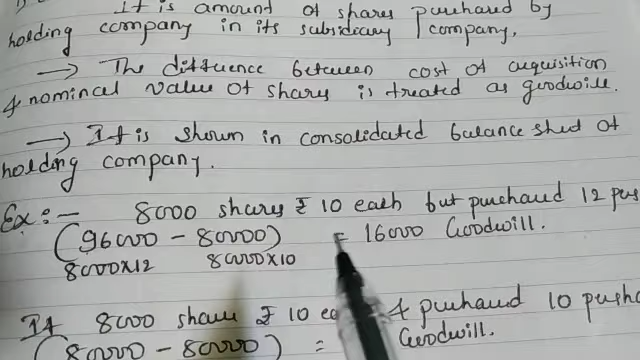 It is amount of shares purchased by
holding company in its subsidiary company.
→ The difference between cost of acquisition
& nominal value of shares is treated as goodwill.
→ It is shown in consolidated balance sheet of
holding company.
Ex:- 8000 shares ₹ 10 each but purchased 12 per
(96000 - 80000) = 16000 Goodwill.
8000x12 8000x10
If 8000 share ₹ 10 & purchased 10
(80000 - 80000) = Goodwill.